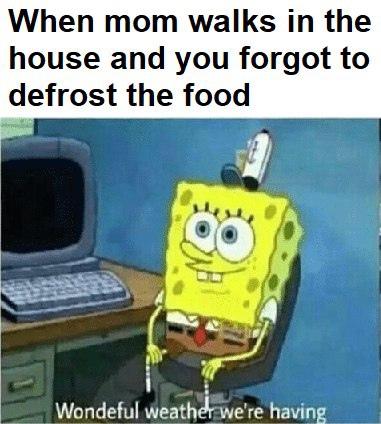 When mom walks in the
house and you forgot to
defrost the food
Wondeful weather we're having